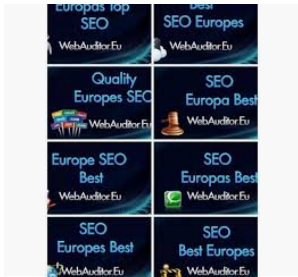 Europas Top
SEO
WebAuditor.Eu
Best
SEO Europes
WebAuditor.Eu
Quality
Europes SEO
WebAuditor.Eu
SEO
Europa Best
WebAuditor.Eu
Europe SEO
Best
WebAuditor.Eu
SEO
Europas Best
WebAuditor.Eu
SEO
Europes Best
WebAuditor.Eu
SEO
Best Europes
WebAuditor.Eu